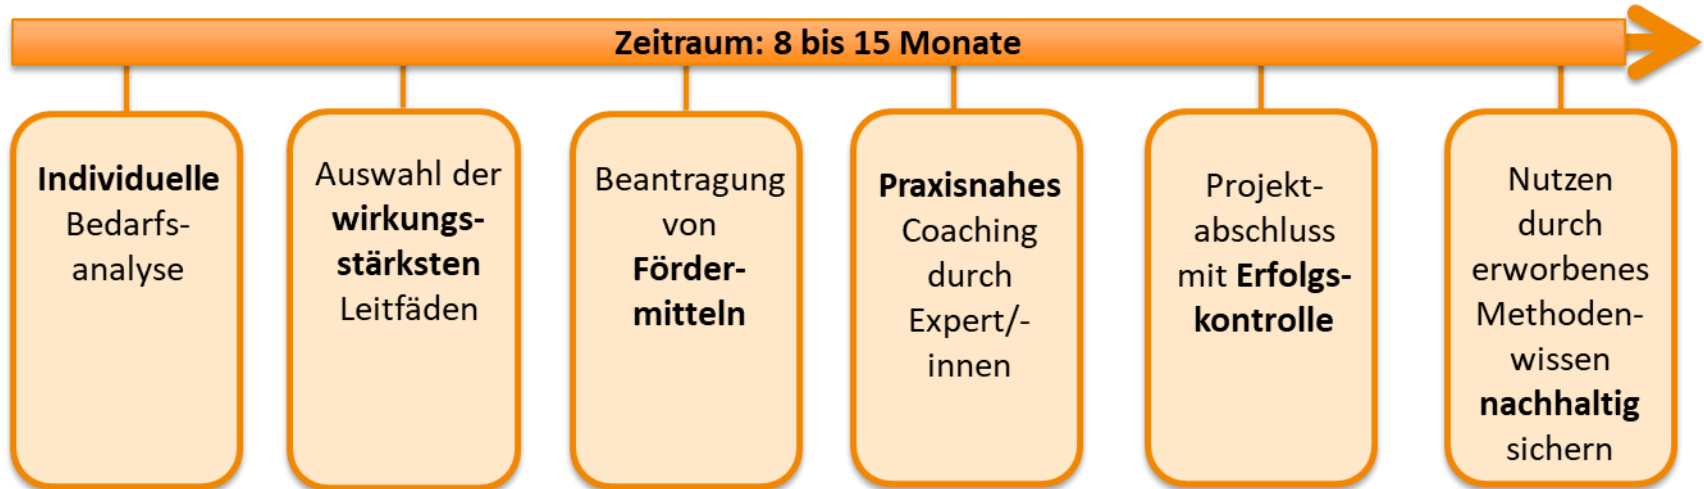 Zeitraum: 8 bis 15 Monate
Individuelle
Bedarfs-
analyse
Auswahl der
wirkungs-
stärksten
Leitfäden
Beantragung
von
Förder-
mitteln
Praxisnahes
Coaching
durch
Expert/-
innen
Projekt-
abschluss
mit Erfolgs-
kontrolle
Nutzen
durch
erworbenes
Methoden-
wissen
nachhaltig
sichern